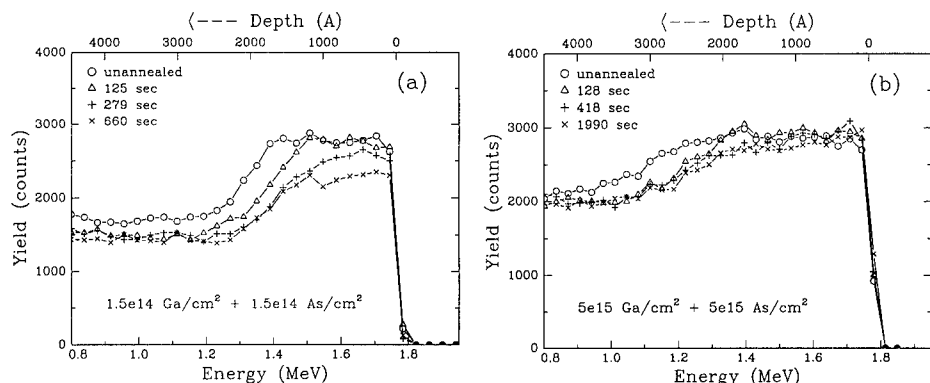 ⟨--- Depth (A)
4000 3000 2000 1000 0
(a)
○ unannealed
△ 125 sec
+ 279 sec
× 660 sec
4000
3000
2000
1000
0
Yield (counts)
1.5e14 Ga/cm² + 1.5e14 As/cm²
0.8 1.0 1.2 1.4 1.6 1.8
Energy (MeV)
⟨--- Depth (A)
4000 3000 2000 1000 0
(b)
○ unannealed
△ 128 sec
+ 418 sec
× 1990 sec
4000
3000
2000
1000
0
Yield (counts)
5e15 Ga/cm² + 5e15 As/cm²
0.8 1.0 1.2 1.4 1.6 1.8
Energy (MeV)